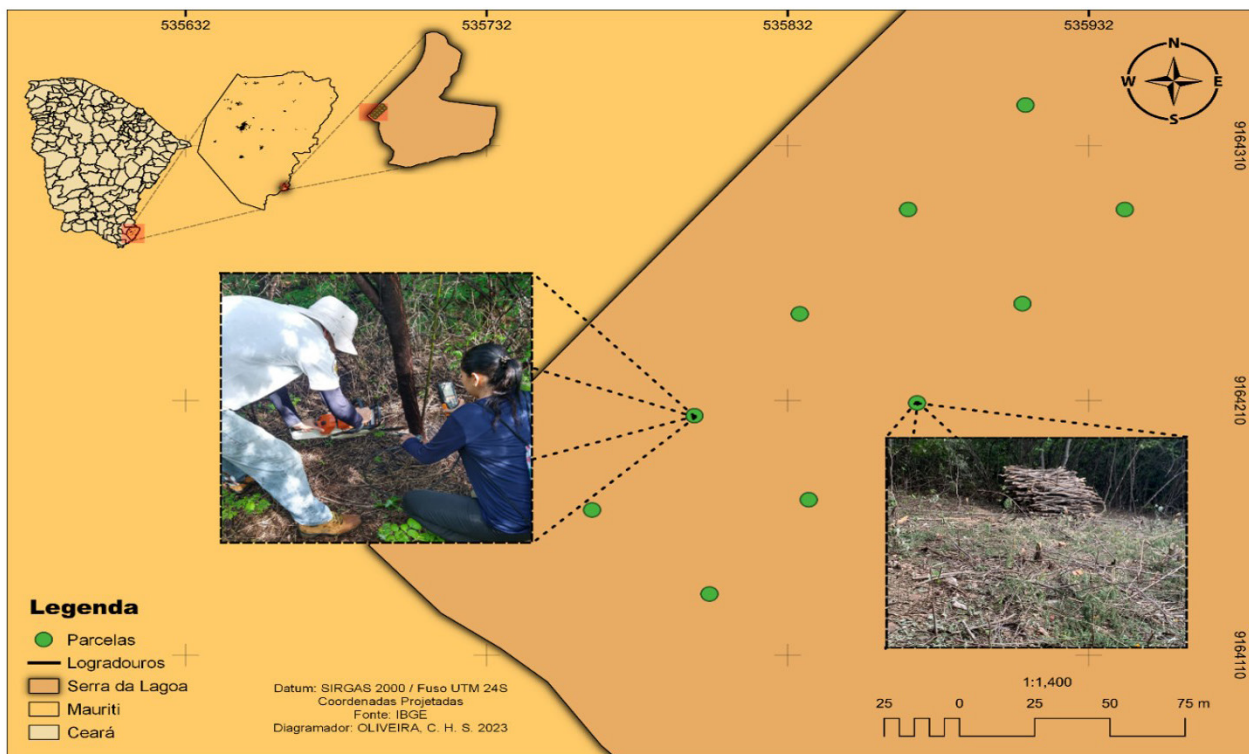 535632
535732
535832
535932
N
W
E
S
9164310
9164210
9164110
Legenda
Parcelas
Logradouros
Serra da Lagoa
Mauriti
Ceará
Datum: SIRGAS 2000 / Fuso UTM 24S
Coordenadas Projetadas
Fonte: IBGE
Diagramador: OLIVEIRA, C. H. S. 2023
1:1,400
25 0 25 50 75 m